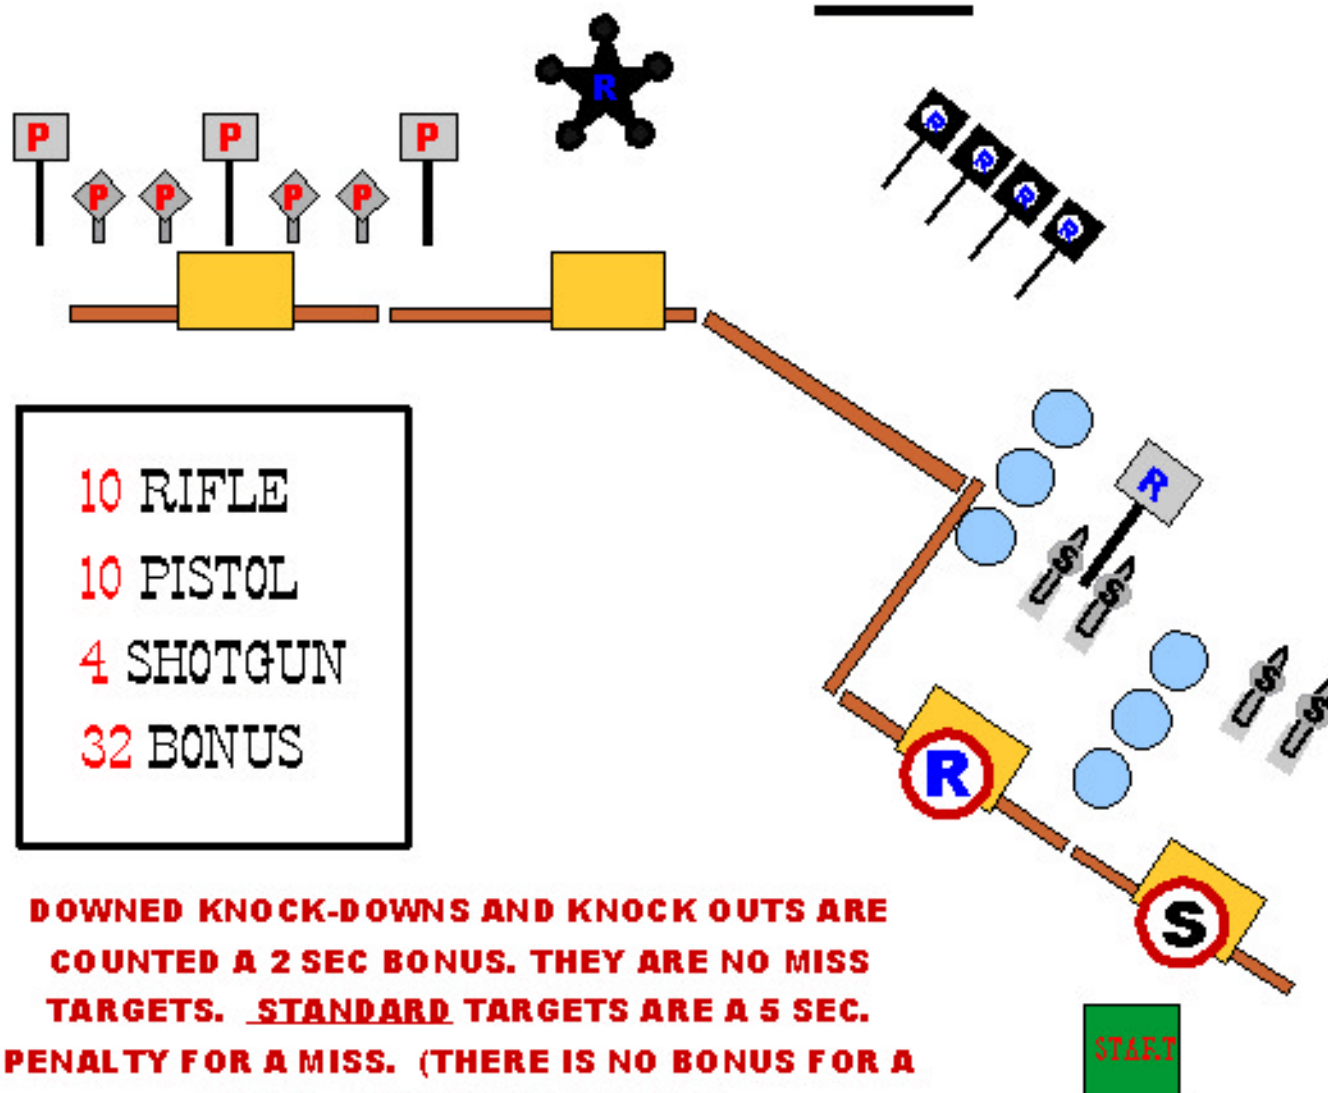 R
P P P
R
P P P P
R
R
R
10 RIFLE
R
S
10 PISTOL
S
4 SHOTGUN
S
S
32 BONUS
R
DOWNED KNOCK-DOWNS AND KNOCK OUTS ARE
S
COUNTED A 2 SEC BONUS. THEY ARE NO MISS
TARGETS. STANDARD TARGETS ARE A 5 SEC.
START
PENALTY FOR A MISS. (THERE IS NO BONUS FOR A